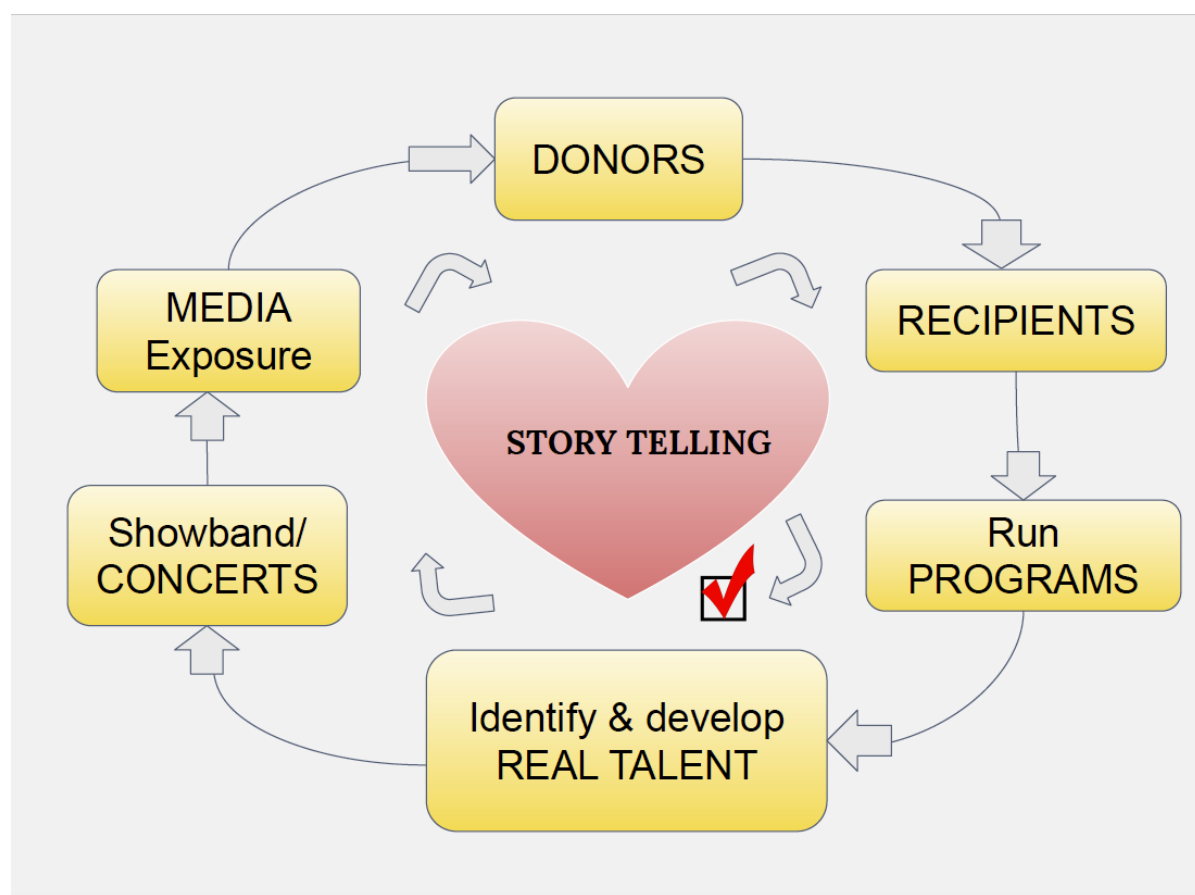 DONORS
RECIPIENTS
Run
PROGRAMS
Identify & develop
REAL TALENT
Showband/
CONCERTS
MEDIA
Exposure
STORY TELLING